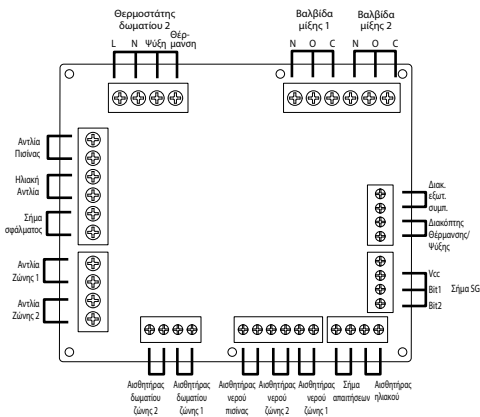 Θερμοστάτης
δωματίου 2
L N Ψύξη Θέρ-
μανση
Βαλβίδα
μίξης 1
N O C
Βαλβίδα
μίξης 2
N O C
Αντλία
Πισίνας
Ηλιακή
Αντλία
Σήμα
σφάλματος
Αντλία
Ζώνης 1
Αντλία
Ζώνης 2
Διακ.
εξωτ.
συμπ.
Διακόπτης
Θέρμανσης/
Ψύξης
Vcc
Bit1 Σήμα SG
Bit2
Αισθητήρας
δωματίου
ζώνης 2
Αισθητήρας
δωματίου
ζώνης 1
Αισθητήρας
νερού
πισίνας
Αισθητήρας
νερού
ζώνης 2
Αισθητήρας
νερού
ζώνης 1
Σήμα
απαιτήσεων
Αισθητήρας
ηλιακού